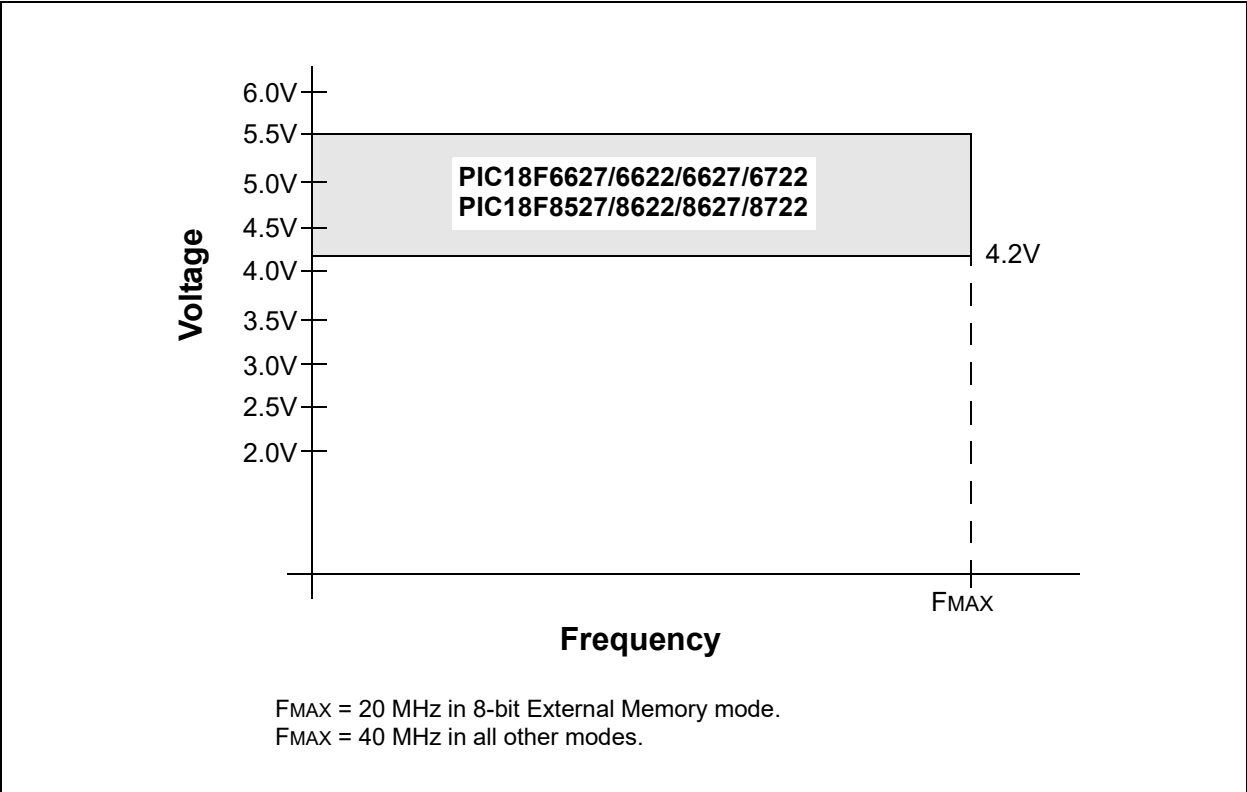 6.0V
5.5V
5.0V
4.5V
4.0V
3.5V
3.0V
2.5V
2.0V
Voltage
PIC18F6627/6622/6627/6722
PIC18F8527/8622/8627/8722
4.2V
FMAX
Frequency
FMAX = 20 MHz in 8-bit External Memory mode.
FMAX = 40 MHz in all other modes.